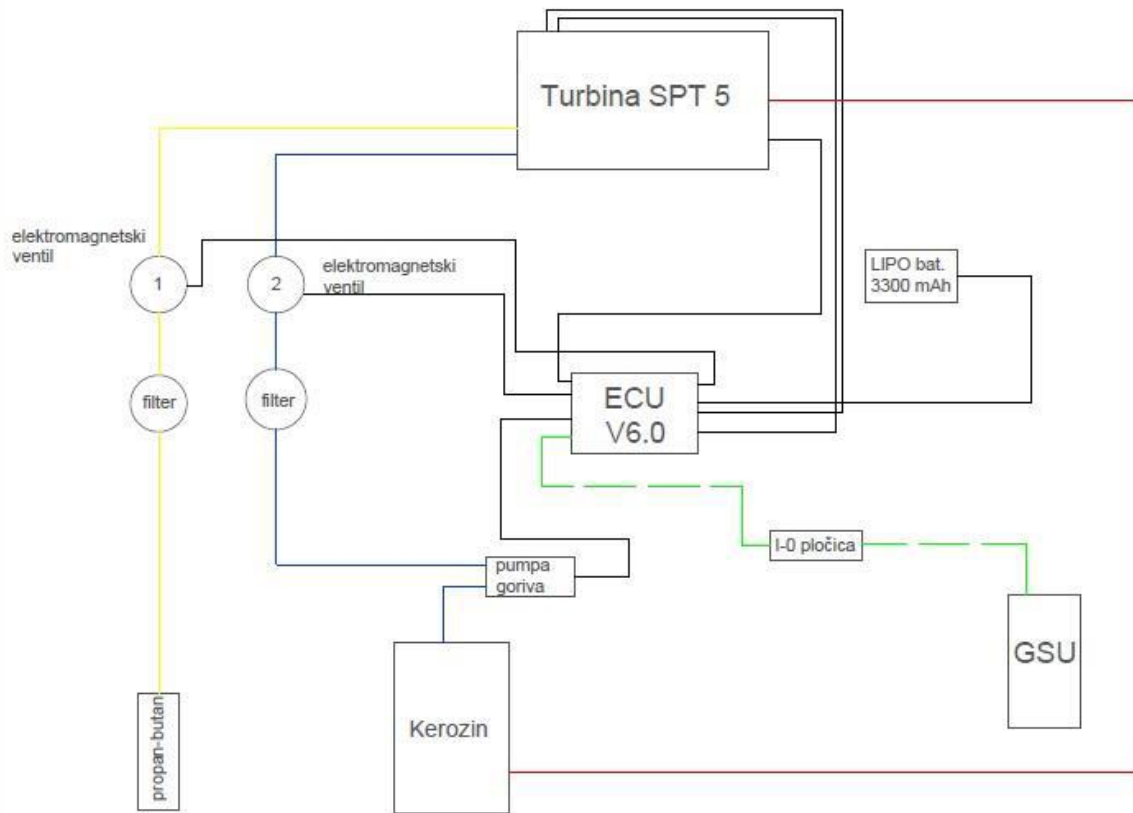 Turbina SPT 5
elektromagnetski
ventil
1
2
elektromagnetski
ventil
LIPO bat.
3300 mAh
filter
filter
ECU
V6.0
I-0 pločica
pumpa
goriva
GSU
Kerozin
propan-butan